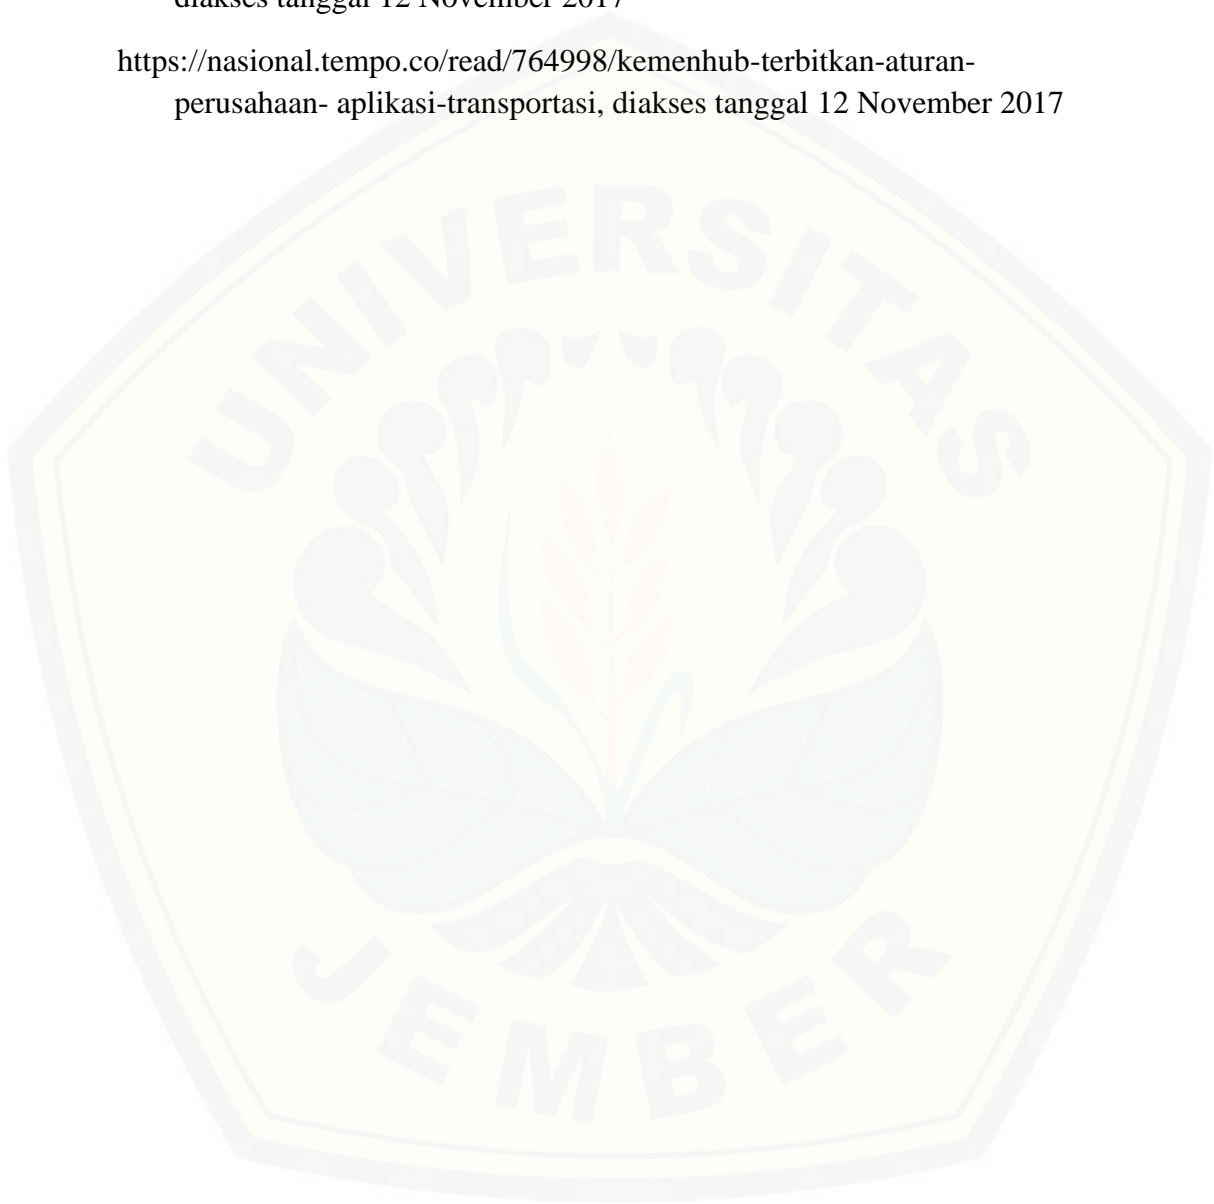 diakses tanggal 12 November 2017
https://nasional.tempo.co/read/764998/kemenhub-terbitkan-aturan-
perusahaan- aplikasi-transportasi, diakses tanggal 12 November 2017
UNIVERSITAS
JEMBER